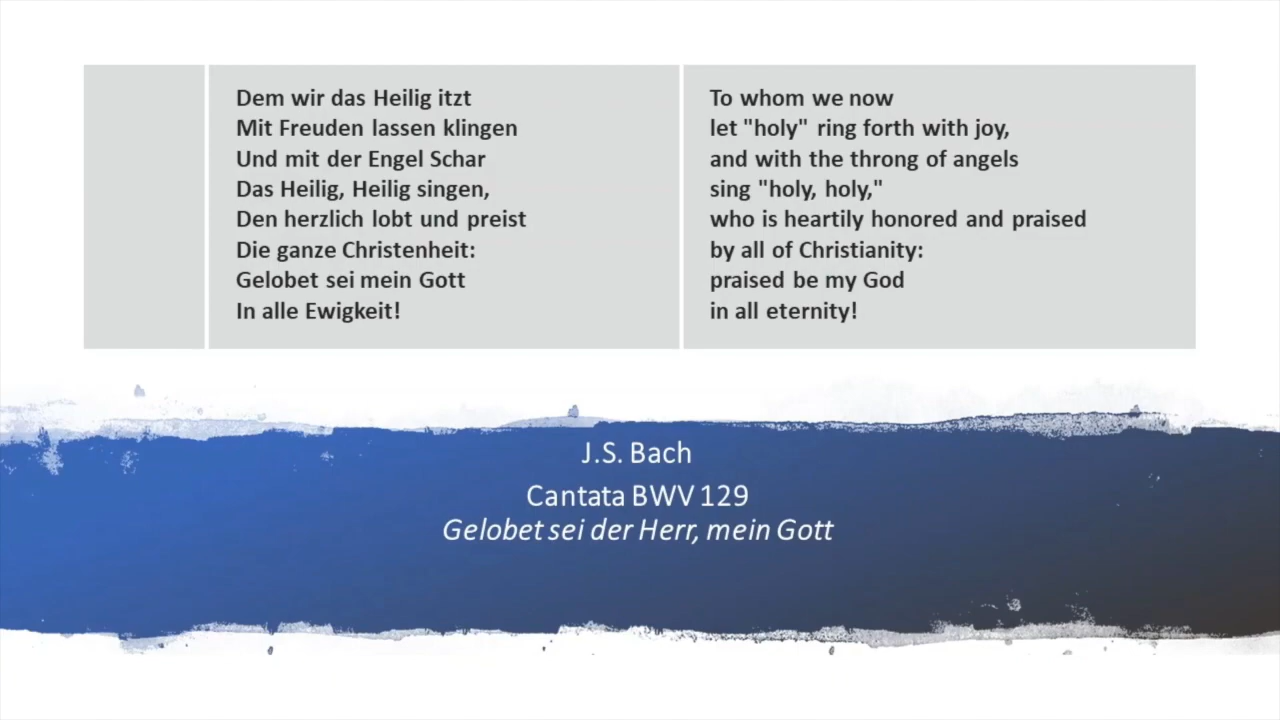 Dem wir das Heilig itzt
Mit Freuden lassen klingen
Und mit der Engel Schar
Das Heilig, Heilig singen,
Den herzlich lobt und preist
Die ganze Christenheit:
Gelobet sei mein Gott
In alle Ewigkeit!
To whom we now
let "holy" ring forth with joy,
and with the throng of angels
sing "holy, holy,"
who is heartily honored and praised
by all of Christianity:
praised be my God
in all eternity!
J.S. Bach
Cantata BWV 129
Gelobet sei der Herr, mein Gott